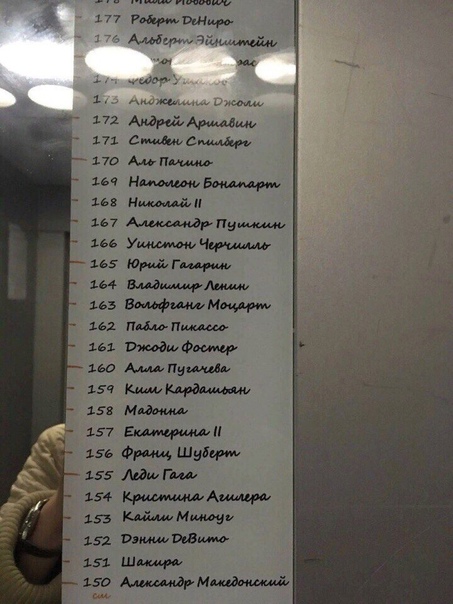 178 Милла Йовович
177 Роберт ДеНиро
176 Альберт Эйнштейн
174 Федор Ушаков
173 Анджелина Джоли
172 Андрей Аршавин
171 Стивен Спилберг
170 Аль Пачино
169 Наполеон Бонапарт
168 Николай II
167 Александр Пушкин
166 Уинстон Черчилль
165 Юрий Гагарин
164 Владимир Ленин
163 Вольфганг Моцарт
162 Пабло Пикассо
161 Джоди Фостер
160 Алла Пугачева
159 Ким Кардашьян
158 Мадонна
157 Екатерина II
156 Франц Шуберт
155 Леди Гага
154 Кристина Агилера
153 Кайли Миноуг
152 Дэнни ДеВито
151 Шакира
150 Александр Македонский
см